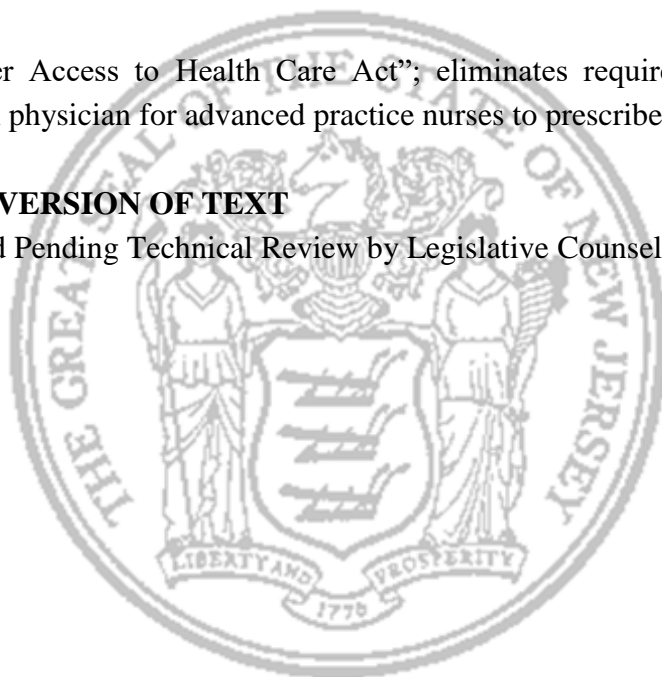 er Access to Health Care Act”; eliminates require
physician for advanced practice nurses to prescribe
VERSION OF TEXT
d Pending Technical Review by Legislative Counsel
THE GREAT SEAL OF THE STATE OF NEW JERSEY
LIBERTY AND PROSPERITY
1776